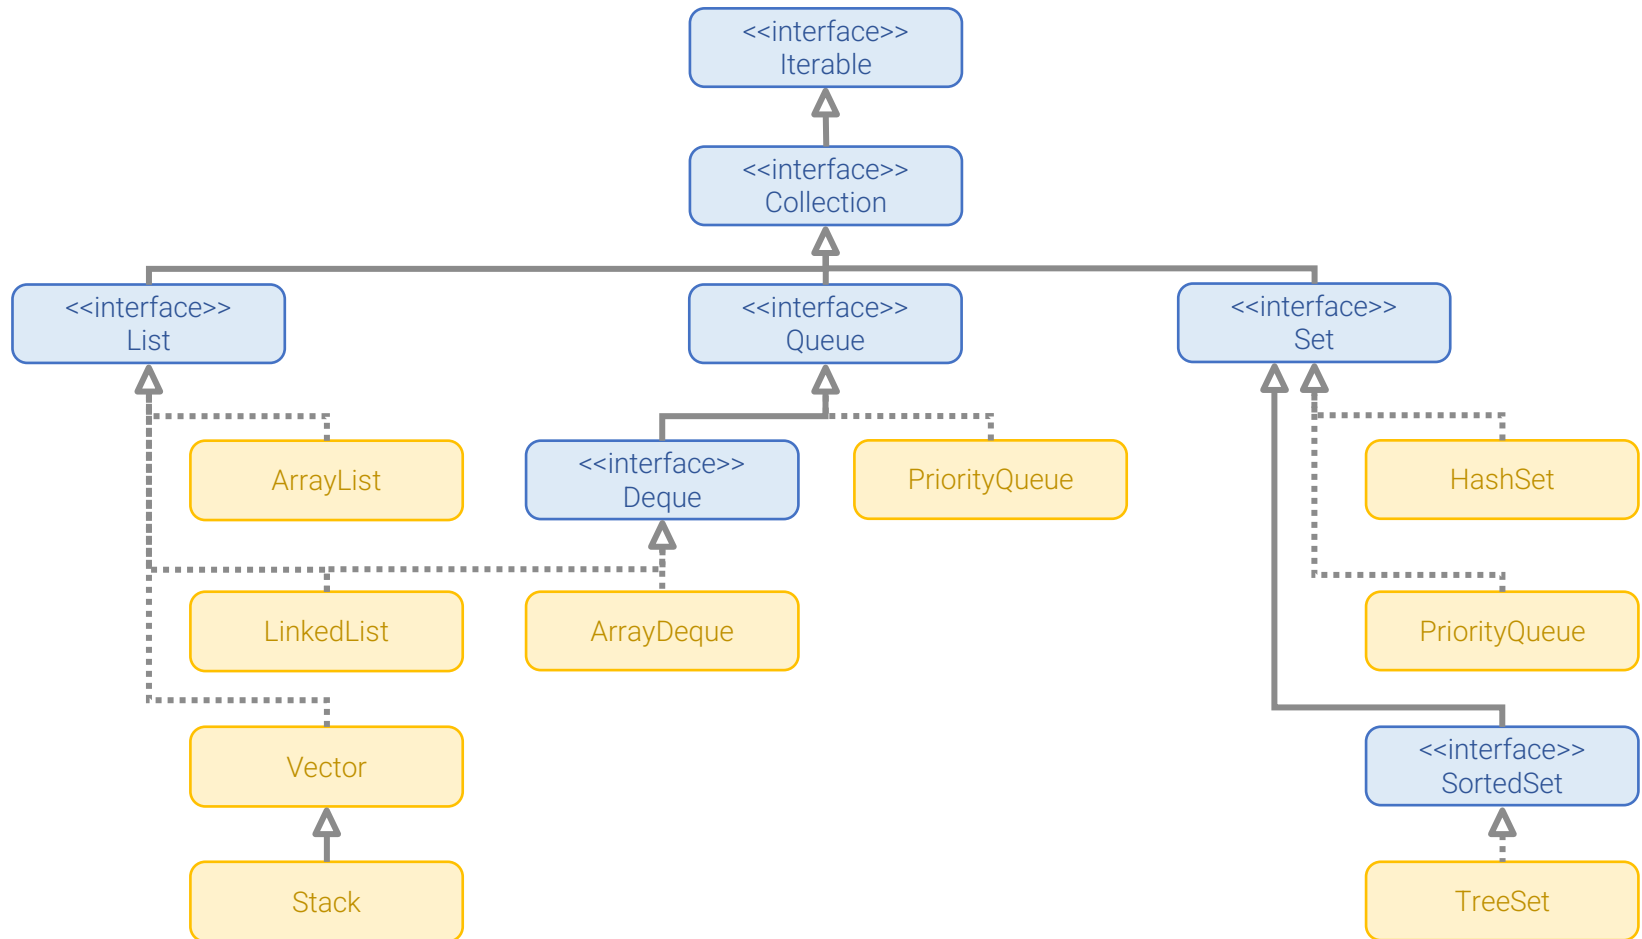 <<interface>>
Iterable
<<interface>>
Collection
<<interface>>
List
<<interface>>
Queue
<<interface>>
Set
ArrayList
<<interface>>
Deque
PriorityQueue
HashSet
LinkedList
ArrayDeque
PriorityQueue
Vector
<<interface>>
SortedSet
Stack
TreeSet